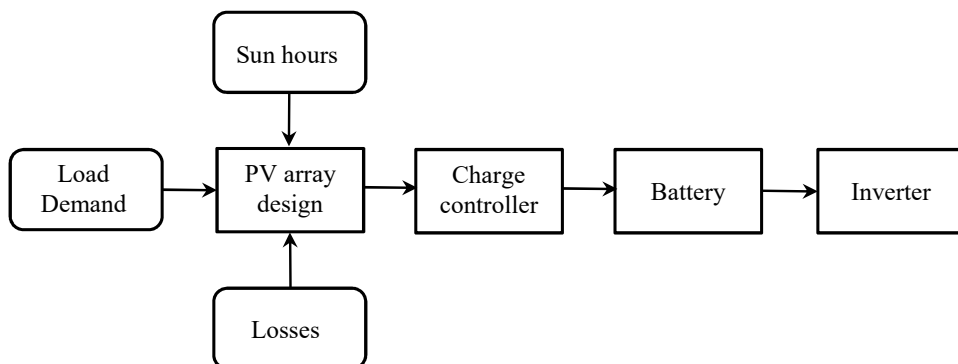 Sun hours
Load
Demand
PV array
design
Charge
controller
Battery
Inverter
Losses